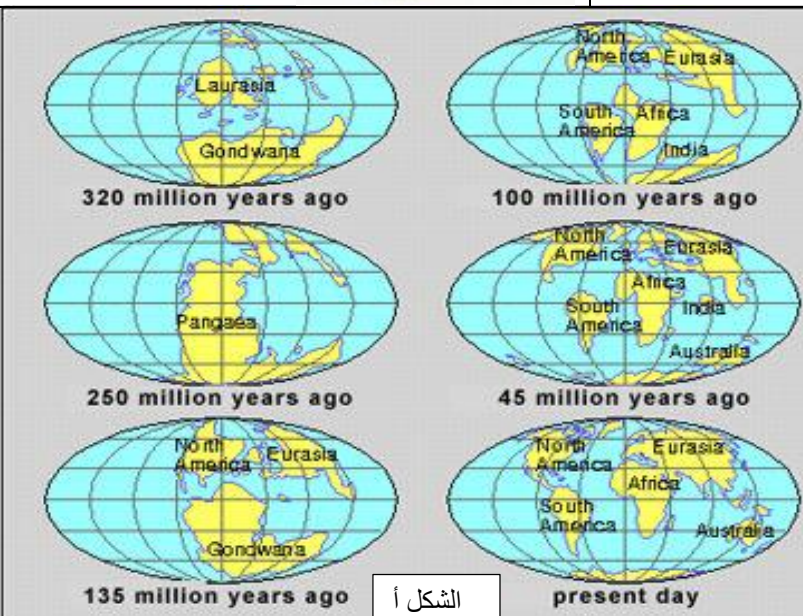 Laurasia
Gondwana
320 million years ago
Pangaea
250 million years ago
North
America
Eurasia
Gondwana
135 million years ago
North
America
Eurasia
South
America
Africa
India
100 million years ago
North
America
Eurasia
Africa
South
America
India
Australia
45 million years ago
North
America
Eurasia
Africa
South
America
Australia
present day
الشكل أ